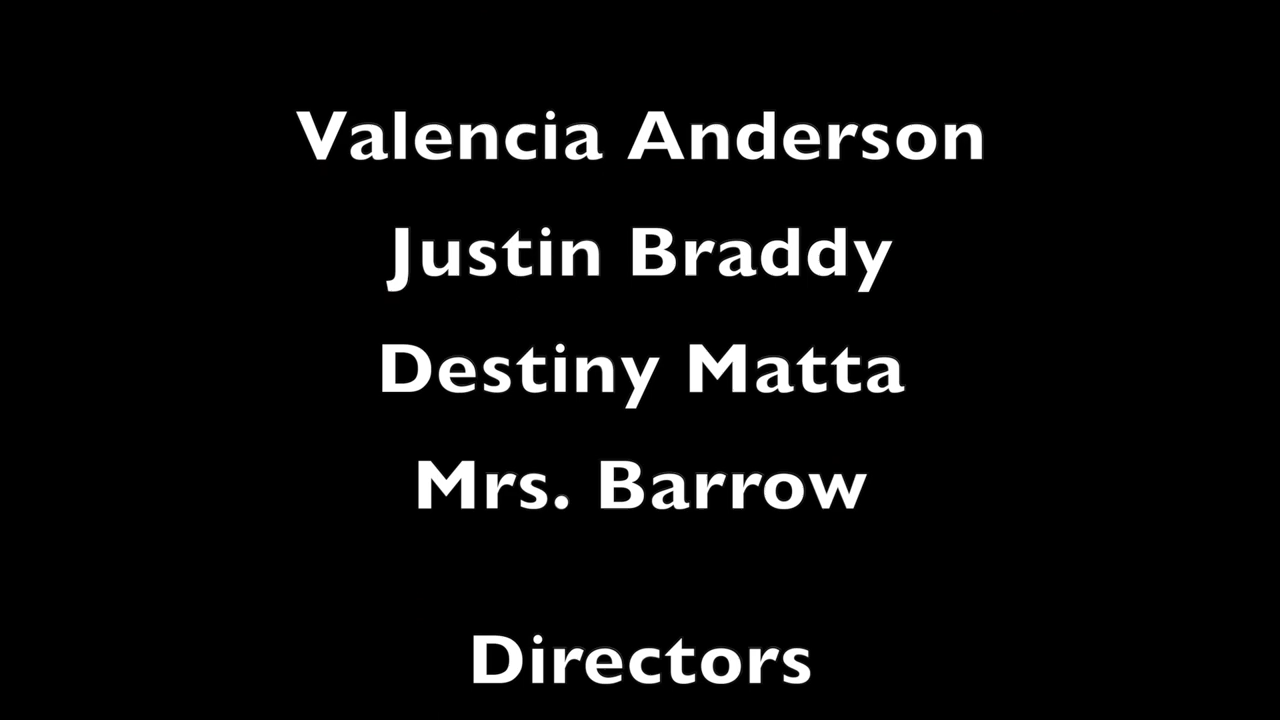 Valencia Anderson
Justin Braddy
Destiny Matta
Mrs. Barrow
Directors